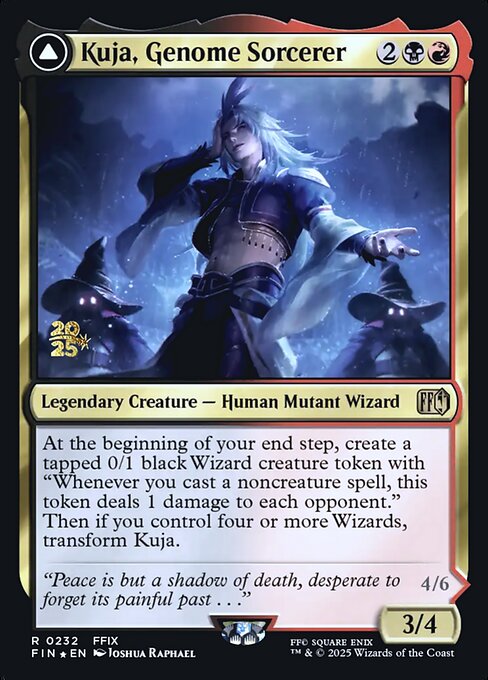 Kuja, Genome Sorcerer 2
20
25
Legendary Creature — Human Mutant Wizard FFIX
At the beginning of your end step, create a
tapped 0/1 black Wizard creature token with
“Whenever you cast a noncreature spell, this
token deals 1 damage to each opponent.”
Then if you control four or more Wizards,
transform Kuja.
“Peace is but a shadow of death, desperate to
forget its painful past . . .”
4/6
3/4
R 0232 FFIX
FIN★EN Joshua Raphael
FF© SQUARE ENIX
™ & © 2025 Wizards of the Coast